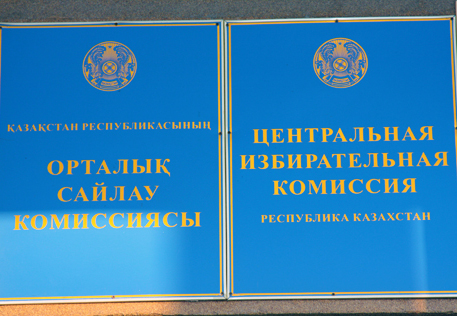 ҚАЗАҚСТАН РЕСПУБЛИКАСЫНЫҢ
ОРТАЛЫҚ
САЙЛАУ
КОМИССИЯСЫ
ЦЕНТРАЛЬНАЯ
ИЗБИРАТЕЛЬНАЯ
КОМИССИЯ
РЕСПУБЛИКА КАЗАХСТАН